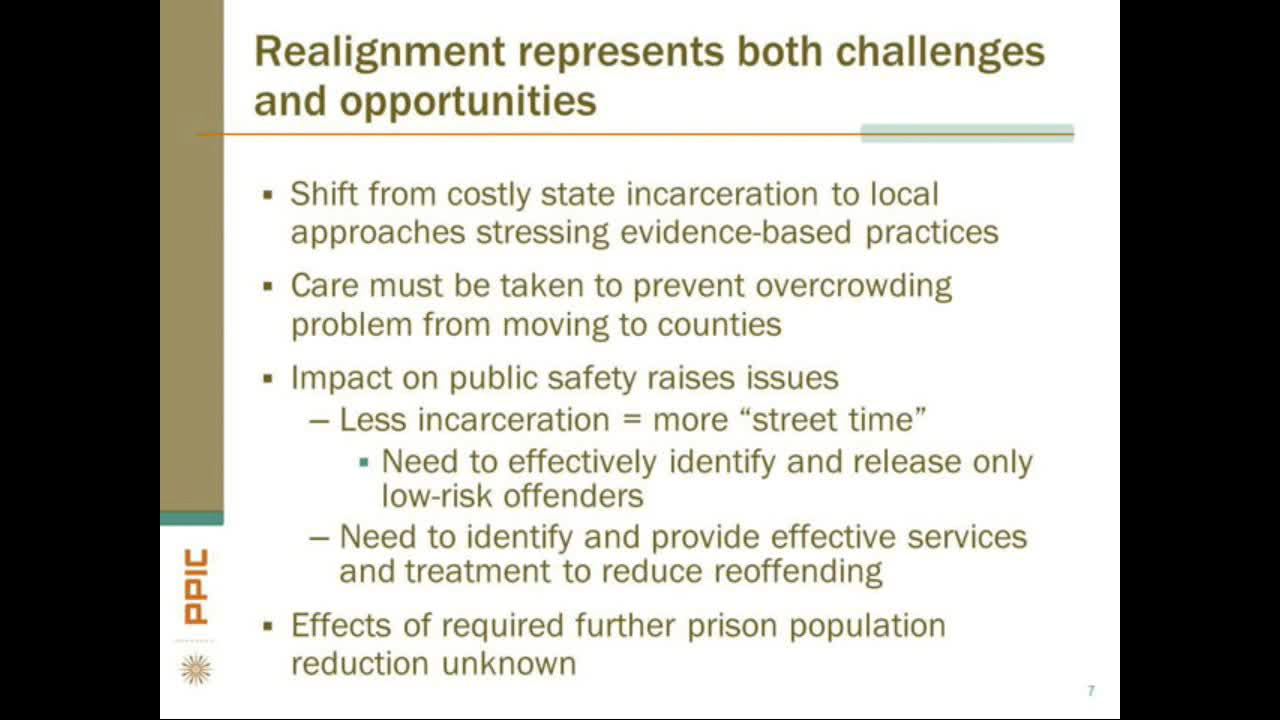 Realignment represents both challenges
and opportunities
▪ Shift from costly state incarceration to local
approaches stressing evidence-based practices
▪ Care must be taken to prevent overcrowding
problem from moving to counties
▪ Impact on public safety raises issues
– Less incarceration = more “street time”
▪ Need to effectively identify and release only
low-risk offenders
– Need to identify and provide effective services
and treatment to reduce reoffending
▪ Effects of required further prison population
reduction unknown
PPIC
7